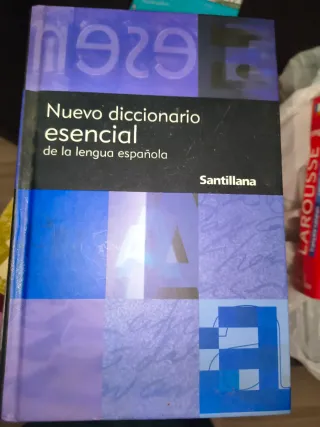 Nuevo diccionario
esencial
de la lengua española
Santillana
LAROUSSE